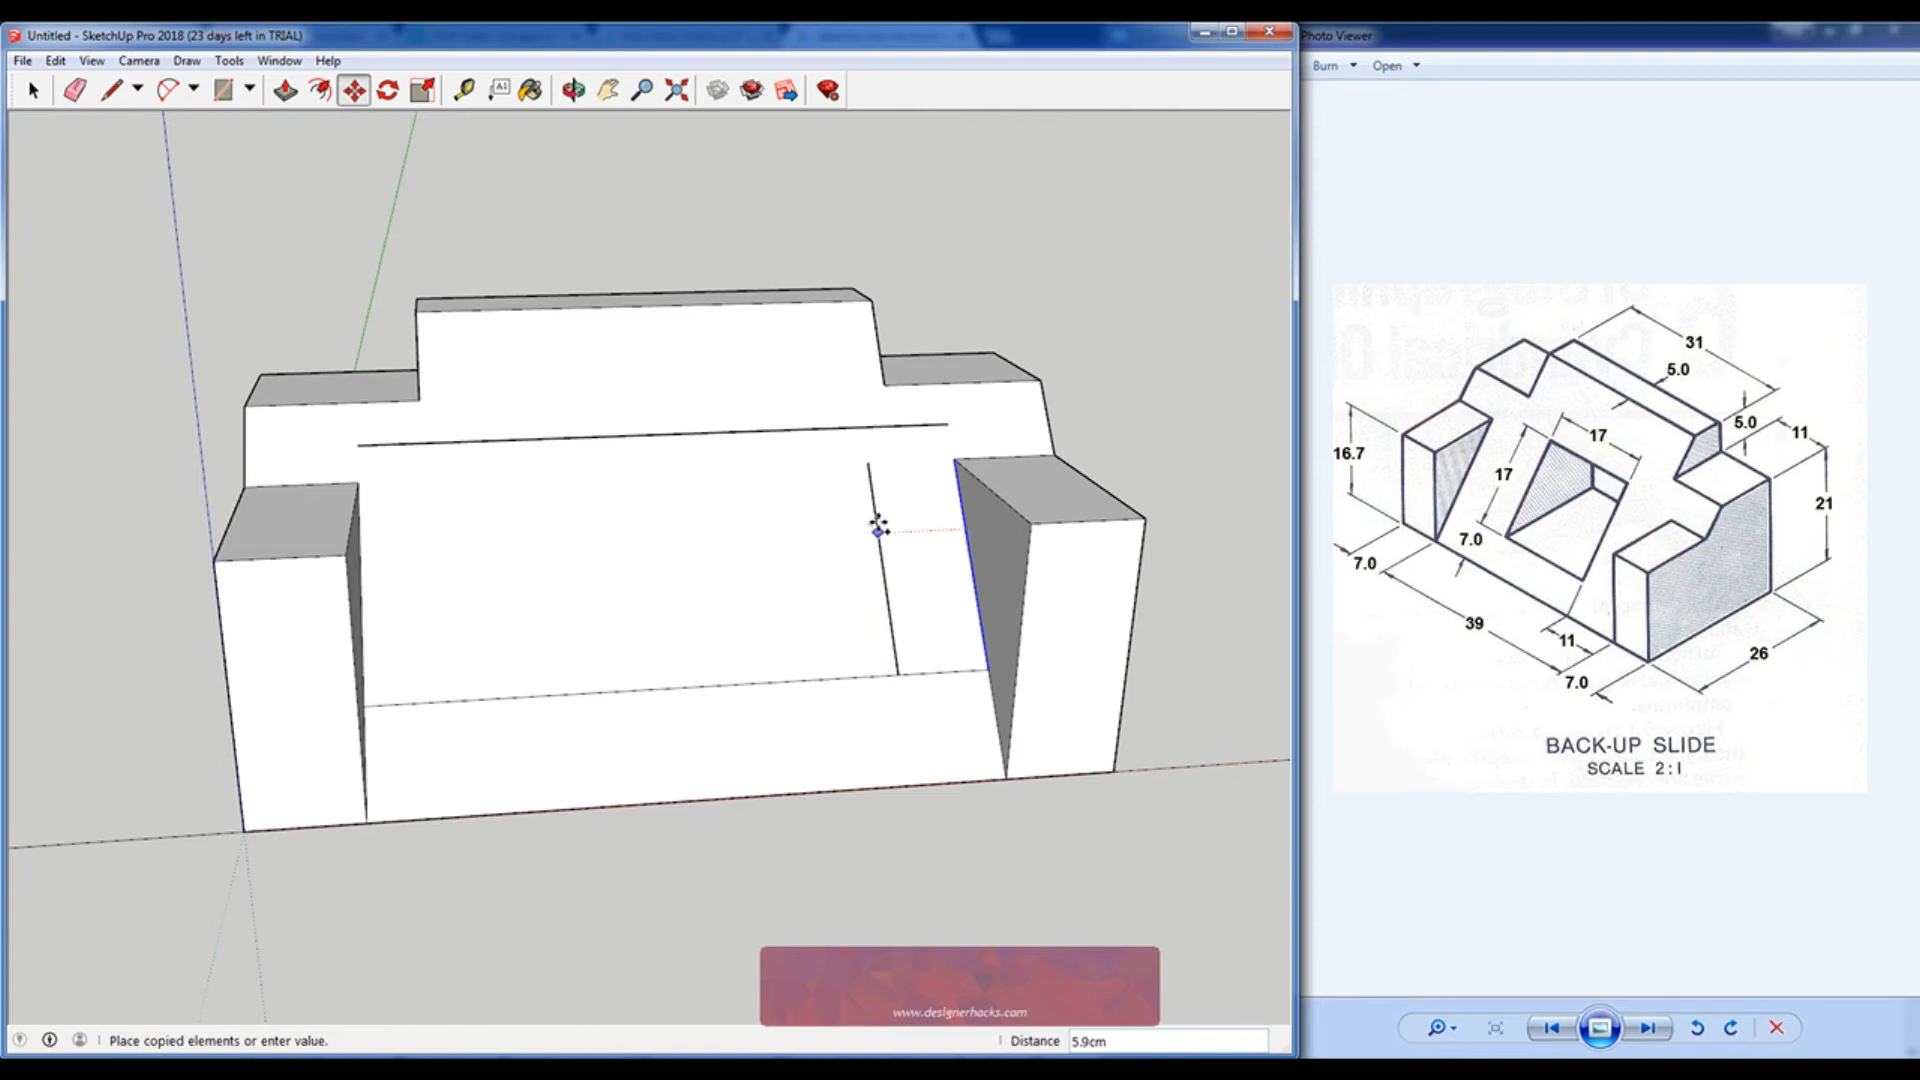 Untitled - SketchUp Pro 2018 (23 days left in TRIAL)
Photo Viewer
File Edit View Camera Draw Tools Window Help
Burn Open
A1
31
5.0
5.0
11
17
16.7
17
21
7.0
7.0
39
11
26
7.0
BACK-UP SLIDE
SCALE 2:1
www.designerhacks.com
Place copied elements or enter value.
Distance 5.9cm